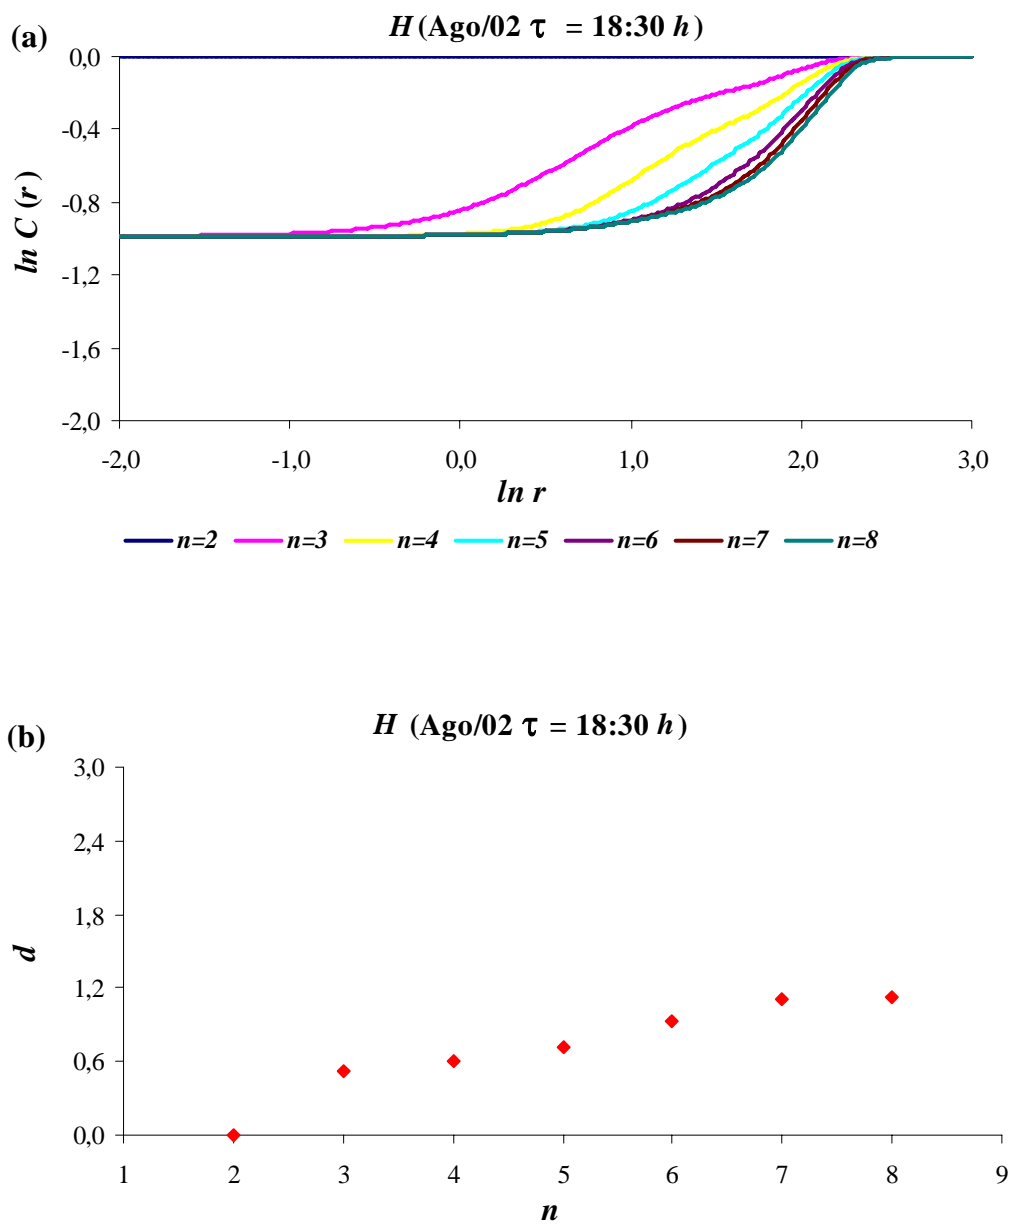 (a)
H (Ago/02 τ = 18:30 h)
0,0
-0,4
-0,8
-1,2
-1,6
-2,0
ln C (r)
-2,0 -1,0 0,0 1,0 2,0 3,0
ln r
n=2 n=3 n=4 n=5 n=6 n=7 n=8
(b)
H (Ago/02 τ = 18:30 h)
3,0
2,4
1,8
1,2
0,6
0,0
d
1 2 3 4 5 6 7 8 9
n